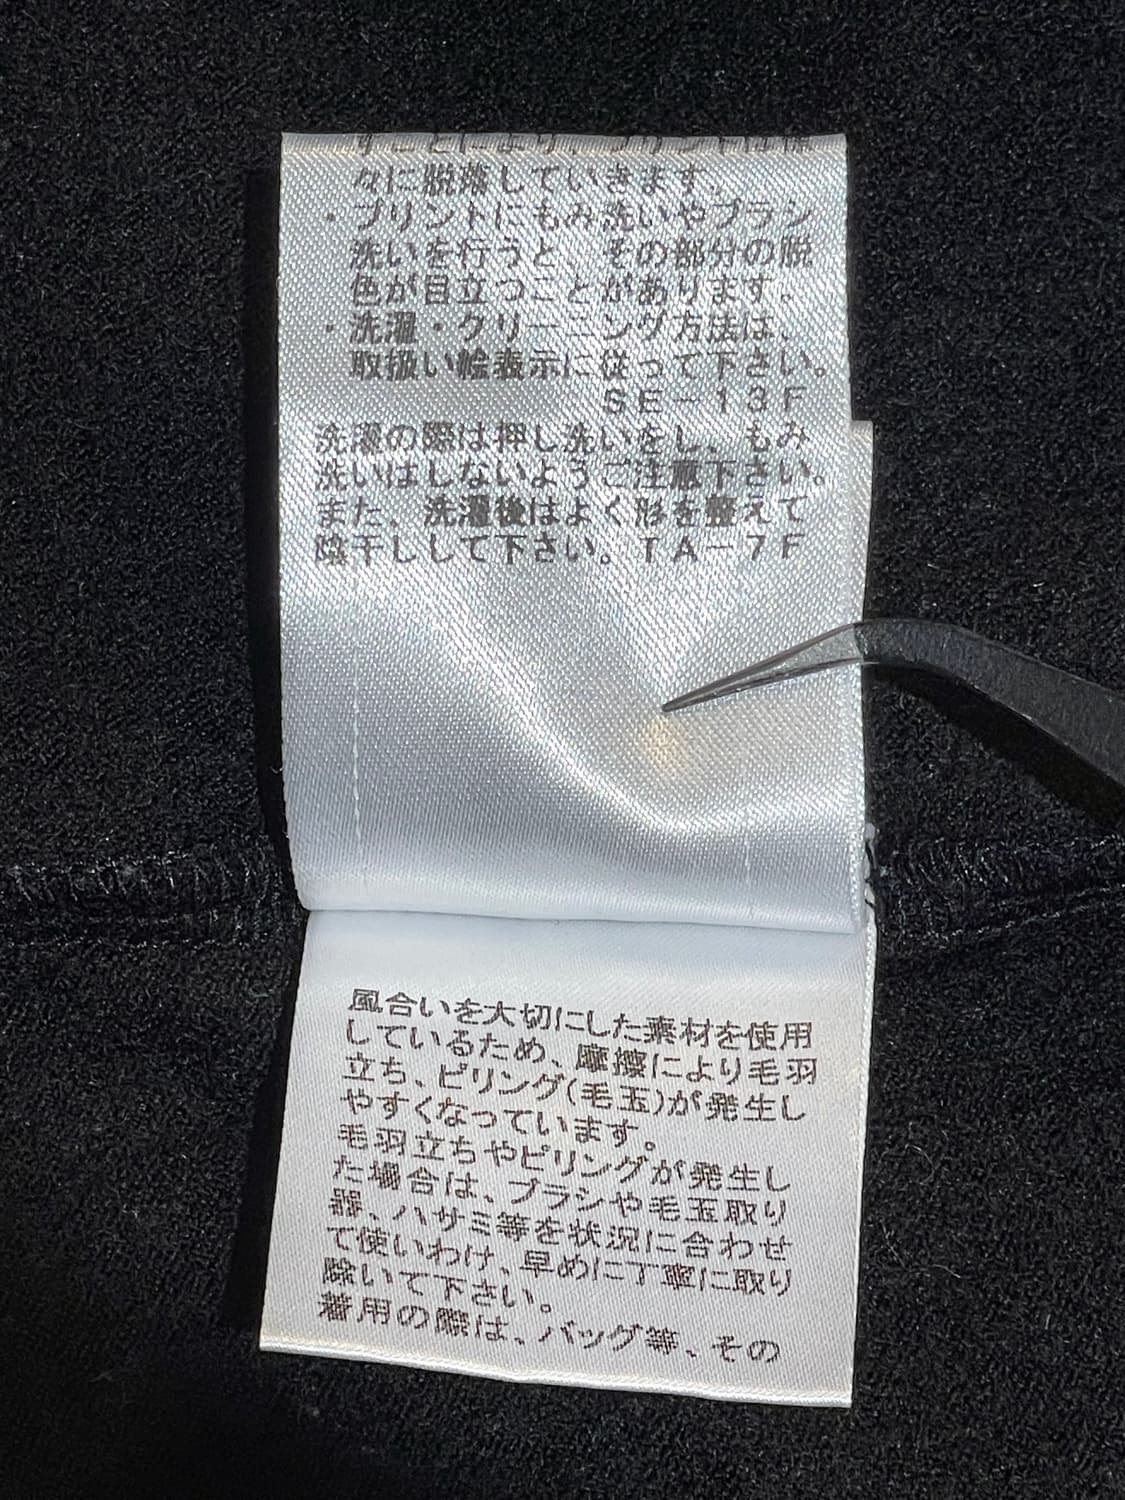 すことにより、プリントは徐
々に脱落していきます。
・プリントにもみ洗いやブラシ
洗いを行うと、その部分の脱
色が目立つことがあります。
・洗濯・クリーニング方法は、
取扱い絵表示に従って下さい。
SE－13F
洗濯の際は押し洗いをし、もみ
洗いはしないようご注意下さい。
また、洗濯後はよく形を整えて
陰干しして下さい。TA－7F
風合いを大切にした素材を使用
しているため、摩擦により毛羽
立ち、ピリング(毛玉)が発生し
やすくなっています。
毛羽立ちやピリングが発生し
た場合は、ブラシや毛玉取り
器、ハサミ等を状況に合わせ
て使いわけ、早めに丁寧に取り
除いて下さい。
着用の際は、バッグ等、その